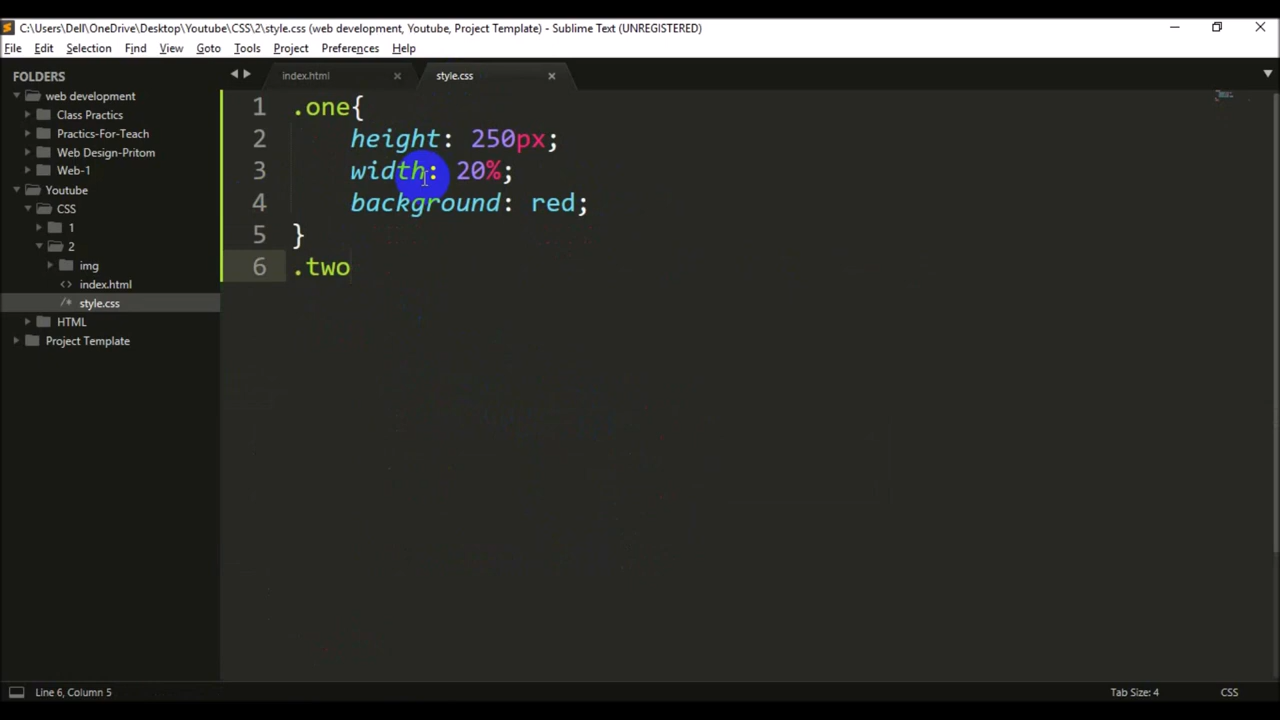 C:\Users\Dell\OneDrive\Desktop\Youtube\CSS\2\style.css (web development, Youtube, Project Template) - Sublime Text (UNREGISTERED)
File Edit Selection Find View Goto Tools Project Preferences Help
FOLDERS
web development
Class Practics
Practics-For-Teach
Web Design-Pritom
Web-1
Youtube
CSS
1
2
img
index.html
style.css
HTML
Project Template
index.html style.css
1 .one{
2 height: 250px;
3 width: 20%;
4 background: red;
5 }
6 .two
Line 6, Column 5 Tab Size: 4 CSS